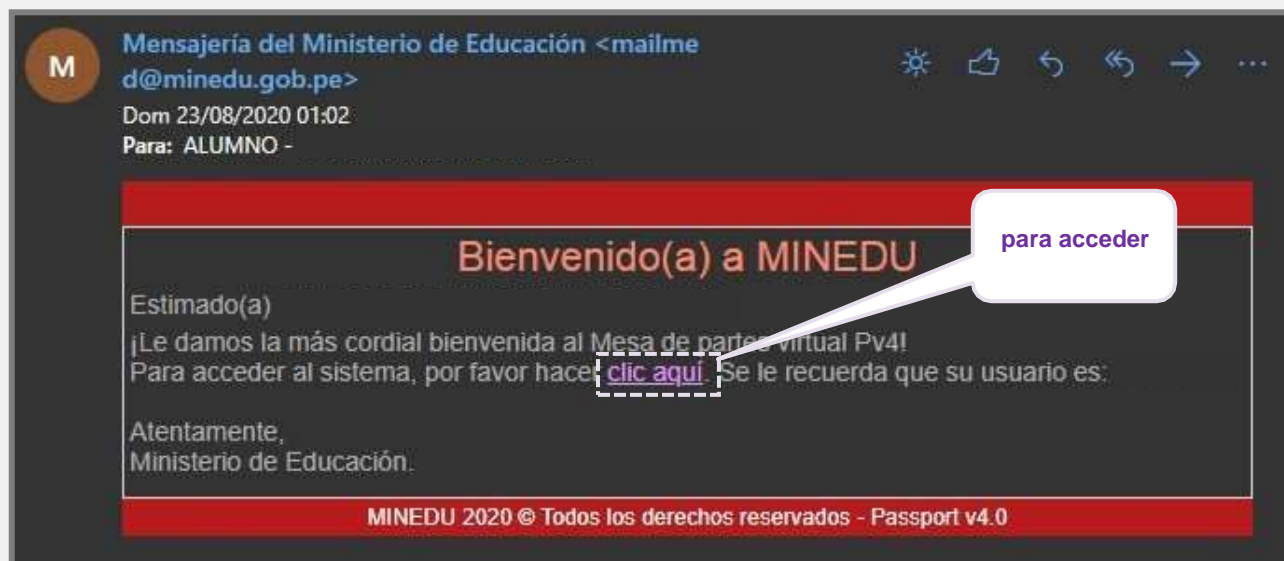 M
Mensajería del Ministerio de Educación <mailme
d@minedu.gob.pe>
Dom 23/08/2020 01:02
Para: ALUMNO -
para acceder
Bienvenido(a) a MINEDU
Estimado(a)
¡Le damos la más cordial bienvenida al Mesa de partes virtual Pv4!
Para acceder al sistema, por favor hacer clic aquí. Se le recuerda que su usuario es:
Atentamente,
Ministerio de Educación.
MINEDU 2020 © Todos los derechos reservados - Passport v4.0